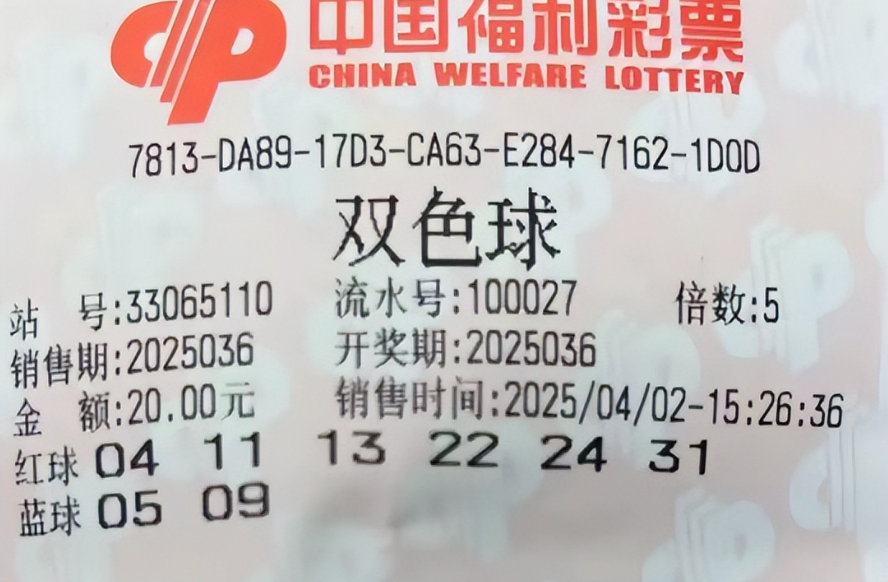 中国福利彩票
CHINA WELFARE LOTTERY
7813-DA89-17D3-CA63-E284-7162-1D0D
双色球
站 号:33065110 流水号:100027 倍数:5
销售期:2025036 开奖期:2025036
金 额:20.00元 销售时间:2025/04/02-15:26:36
红球 04 11 13 22 24 31
蓝球 05 09